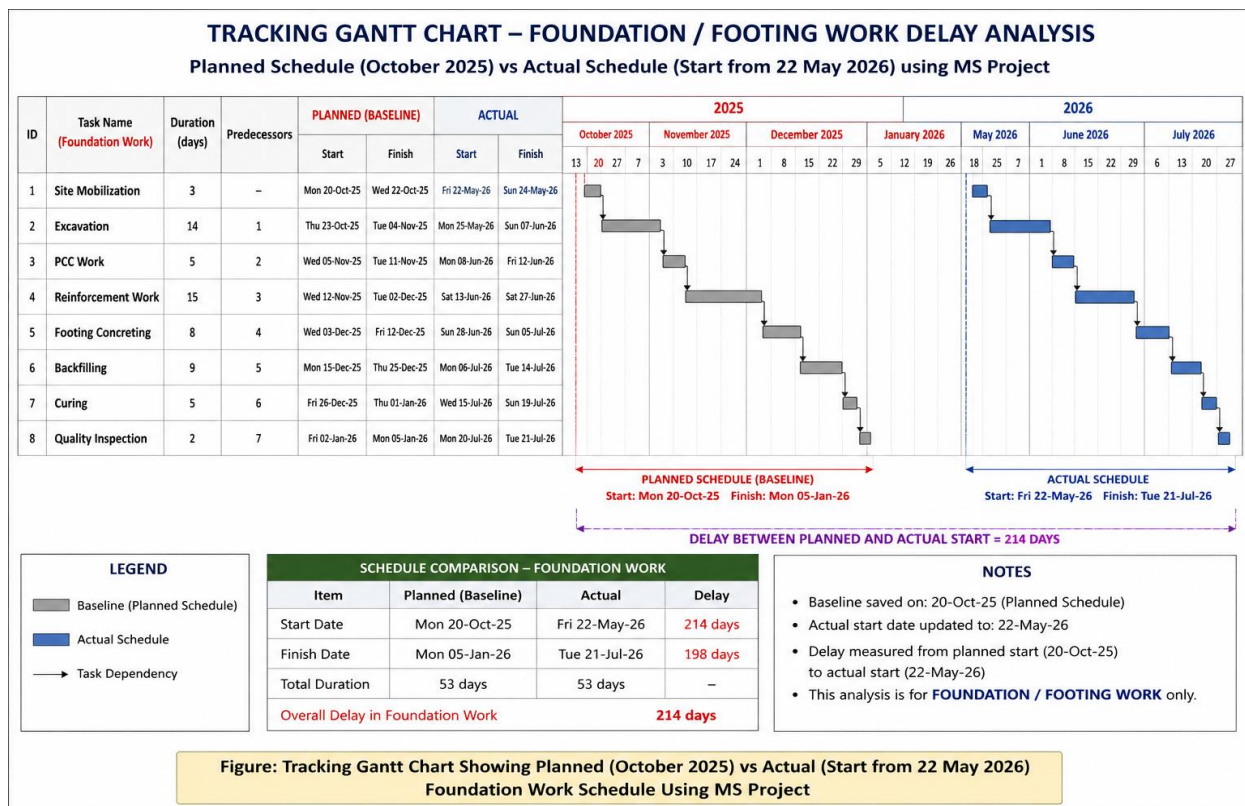 TRACKING GANTT CHART – FOUNDATION / FOOTING WORK DELAY ANALYSIS
Planned Schedule (October 2025) vs Actual Schedule (Start from 22 May 2026) using MS Project
ID Task Name (Foundation Work) Duration (days) Predecessors PLANNED (BASELINE) ACTUAL 2025 2026
Start Finish Start Finish
October 2025 November 2025 December 2025 January 2026 May 2026 June 2026 July 2026
13 20 27 7 3 10 17 24 1 8 15 22 29 5 12 19 26 18 25 7 1 8 15 22 29 6 13 20 27
1 Site Mobilization 3 – Mon 20-Oct-25 Wed 22-Oct-25 Fri 22-May-26 Sun 24-May-26
2 Excavation 14 1 Thu 23-Oct-25 Tue 04-Nov-25 Mon 25-May-26 Sun 07-Jun-26
3 PCC Work 5 2 Wed 05-Nov-25 Tue 11-Nov-25 Mon 08-Jun-26 Fri 12-Jun-26
4 Reinforcement Work 15 3 Wed 12-Nov-25 Tue 02-Dec-25 Sat 13-Jun-26 Sat 27-Jun-26
5 Footing Concreting 8 4 Wed 03-Dec-25 Fri 12-Dec-25 Sun 28-Jun-26 Sun 05-Jul-26
6 Backfilling 9 5 Mon 15-Dec-25 Thu 25-Dec-25 Mon 06-Jul-26 Tue 14-Jul-26
7 Curing 5 6 Fri 26-Dec-25 Thu 01-Jan-26 Wed 15-Jul-26 Sun 19-Jul-26
8 Quality Inspection 2 7 Fri 02-Jan-26 Mon 05-Jan-26 Mon 20-Jul-26 Tue 21-Jul-26
PLANNED SCHEDULE (BASELINE)
Start: Mon 20-Oct-25 Finish: Mon 05-Jan-26
ACTUAL SCHEDULE
Start: Fri 22-May-26 Finish: Tue 21-Jul-26
DELAY BETWEEN PLANNED AND ACTUAL START = 214 DAYS
LEGEND
Baseline (Planned Schedule)
Actual Schedule
Task Dependency
SCHEDULE COMPARISON – FOUNDATION WORK
Item Planned (Baseline) Actual Delay
Start Date Mon 20-Oct-25 Fri 22-May-26 214 days
Finish Date Mon 05-Jan-26 Tue 21-Jul-26 198 days
Total Duration 53 days 53 days –
Overall Delay in Foundation Work 214 days
NOTES
• Baseline saved on: 20-Oct-25 (Planned Schedule)
• Actual start date updated to: 22-May-26
• Delay measured from planned start (20-Oct-25)
to actual start (22-May-26)
• This analysis is for FOUNDATION / FOOTING WORK only.
Figure: Tracking Gantt Chart Showing Planned (October 2025) vs Actual (Start from 22 May 2026)
Foundation Work Schedule Using MS Project